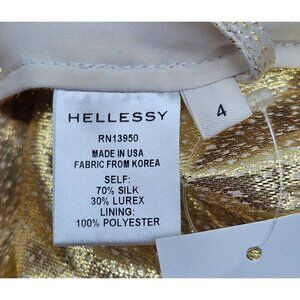 HELLESSY
RN13950
MADE IN USA
FABRIC FROM KOREA
SELF:
70% SILK
30% LUREX
LINING:
100% POLYESTER
4